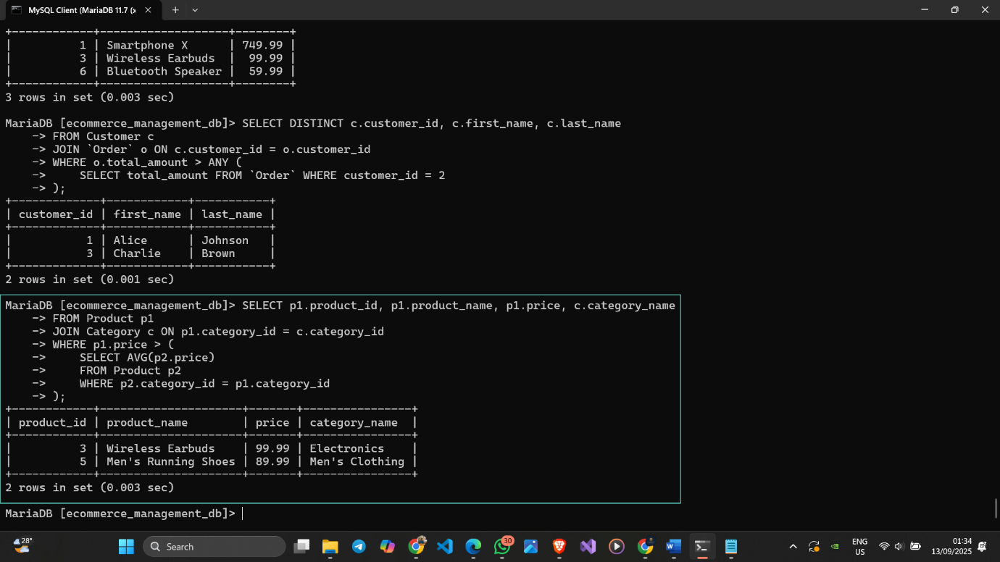 MySQL Client (MariaDB 11.7 (x
+------------+------------------+--------+
|          1 | Smartphone X     | 749.99 |
|          3 | Wireless Earbuds |  99.99 |
|          6 | Bluetooth Speaker |  59.99 |
+------------+------------------+--------+
3 rows in set (0.003 sec)
MariaDB [ecommerce_management_db]> SELECT DISTINCT c.customer_id, c.first_name, c.last_name
    -> FROM Customer c
    -> JOIN `Order` o ON c.customer_id = o.customer_id
    -> WHERE o.total_amount > ANY (
    ->     SELECT total_amount FROM `Order` WHERE customer_id = 2
    -> );
+-------------+------------+-----------+
| customer_id | first_name | last_name |
+-------------+------------+-----------+
|           1 | Alice      | Johnson   |
|           3 | Charlie    | Brown     |
+-------------+------------+-----------+
2 rows in set (0.001 sec)
MariaDB [ecommerce_management_db]> SELECT p1.product_id, p1.product_name, p1.price, c.category_name
    -> FROM Product p1
    -> JOIN Category c ON p1.category_id = c.category_id
    -> WHERE p1.price > (
    ->     SELECT AVG(p2.price)
    ->     FROM Product p2
    ->     WHERE p2.category_id = p1.category_id
    -> );
+------------+---------------------+-------+----------------+
| product_id | product_name        | price | category_name  |
+------------+---------------------+-------+----------------+
|          3 | Wireless Earbuds    | 99.99 | Electronics    |
|          5 | Men's Running Shoes | 89.99 | Men's Clothing |
+------------+---------------------+-------+----------------+
2 rows in set (0.003 sec)
MariaDB [ecommerce_management_db]>
28°
Search
30
ENG
US
01:34
13/09/2025